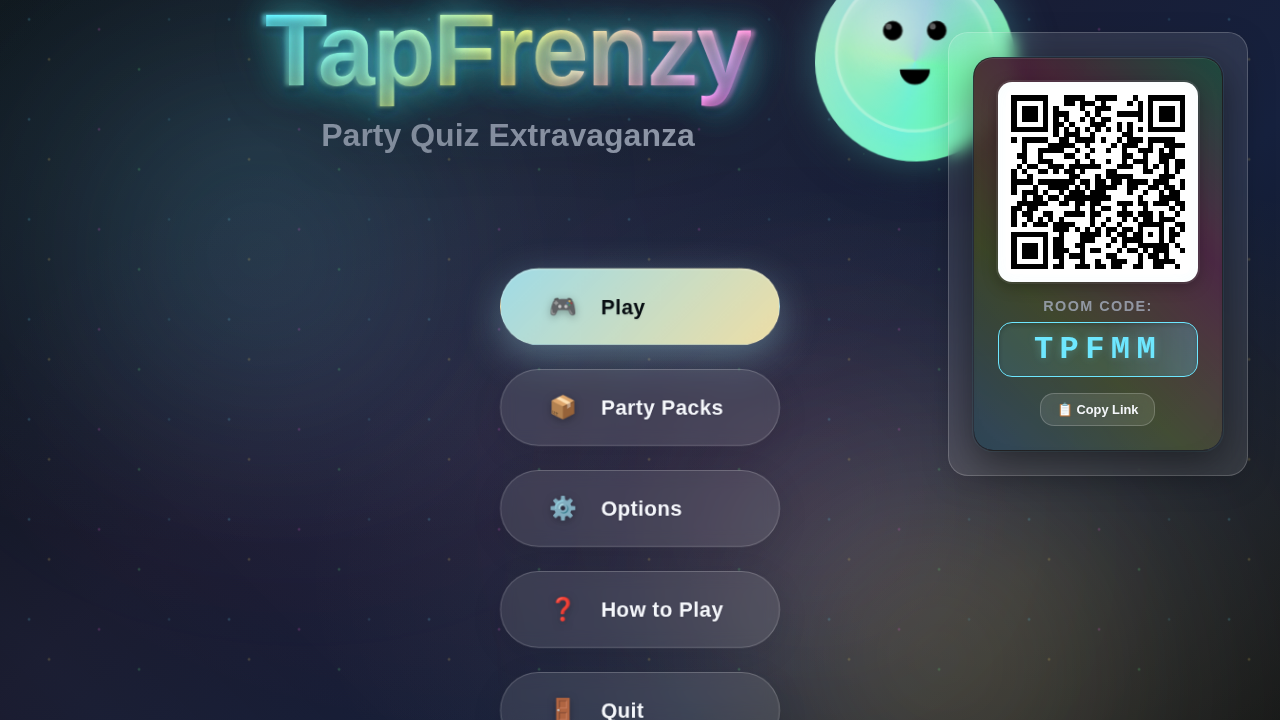 TapFrenzy
Party Quiz Extravaganza
Play
Party Packs
Options
How to Play
Quit
ROOM CODE:
TPFMM
Copy Link